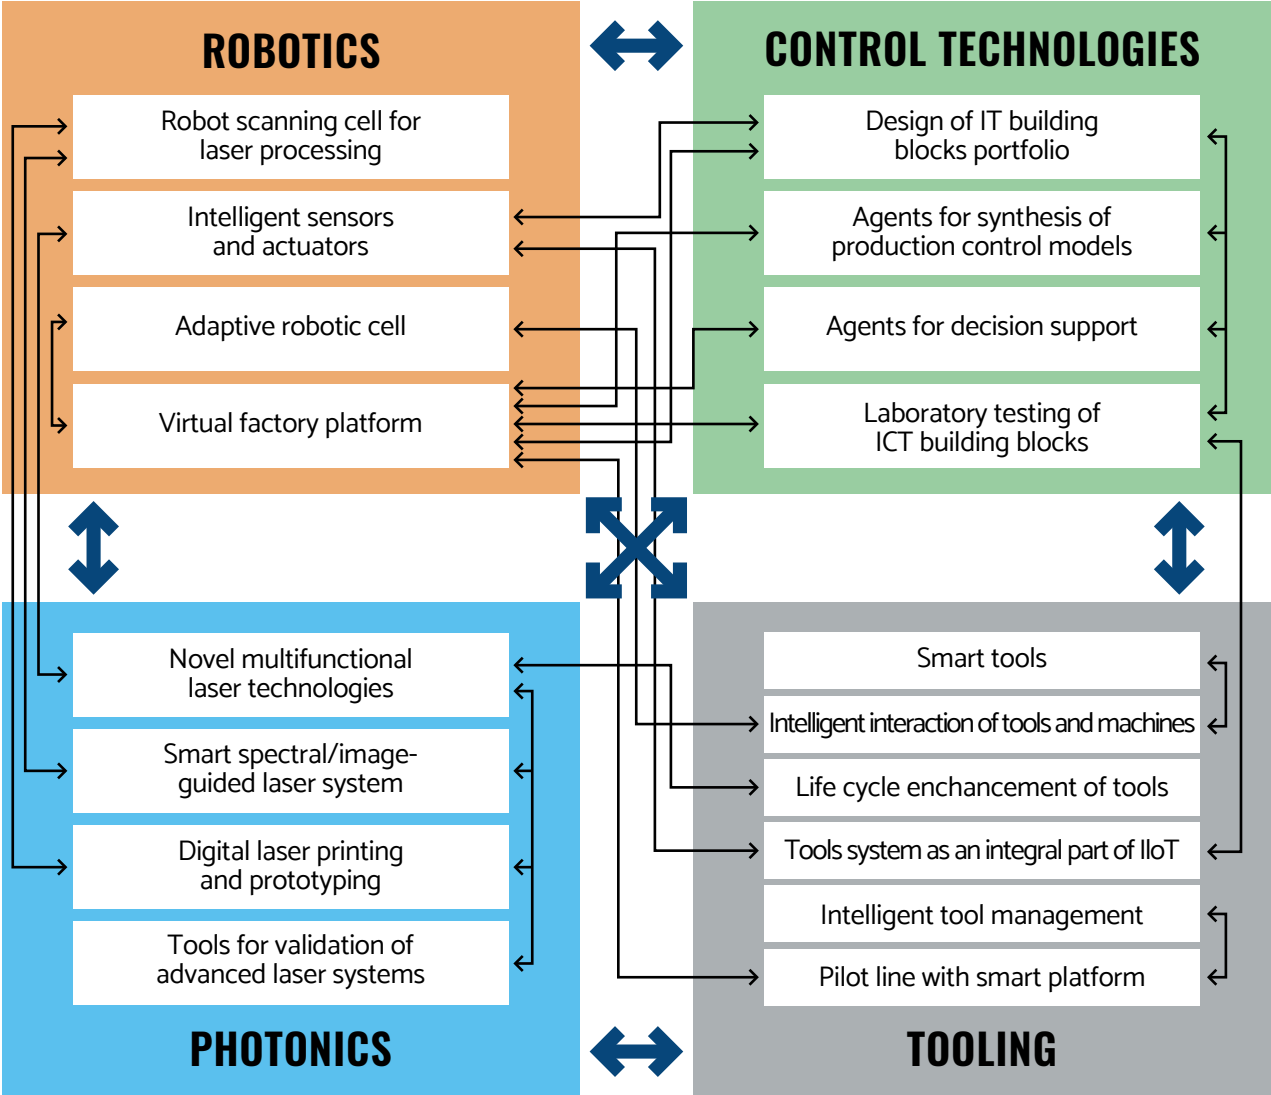 ROBOTICS
Robot scanning cell for
laser processing
Intelligent sensors
and actuators
Adaptive robotic cell
Virtual factory platform
CONTROL TECHNOLOGIES
Design of IT building
blocks portfolio
Agents for synthesis of
production control models
Agents for decision support
Laboratory testing of
ICT building blocks
Novel multifunctional
laser technologies
Smart spectral/image-
guided laser system
Digital laser printing
and prototyping
Tools for validation of
advanced laser systems
PHOTONICS
Smart tools
Intelligent interaction of tools and machines
Life cycle enchancement of tools
Tools system as an integral part of IIoT
Intelligent tool management
Pilot line with smart platform
TOOLING